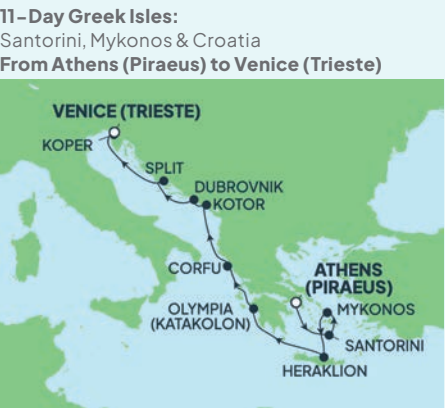 11-Day Greek Isles:
Santorini, Mykonos & Croatia
From Athens (Piraeus) to Venice (Trieste)
VENICE (TRIESTE)
KOPER
SPLIT
DUBROVNIK
KOTOR
CORFU
ATHENS
(PIRAEUS)
OLYMPIA
(KATAKOLON)
MYKONOS
SANTORINI
HERAKLION